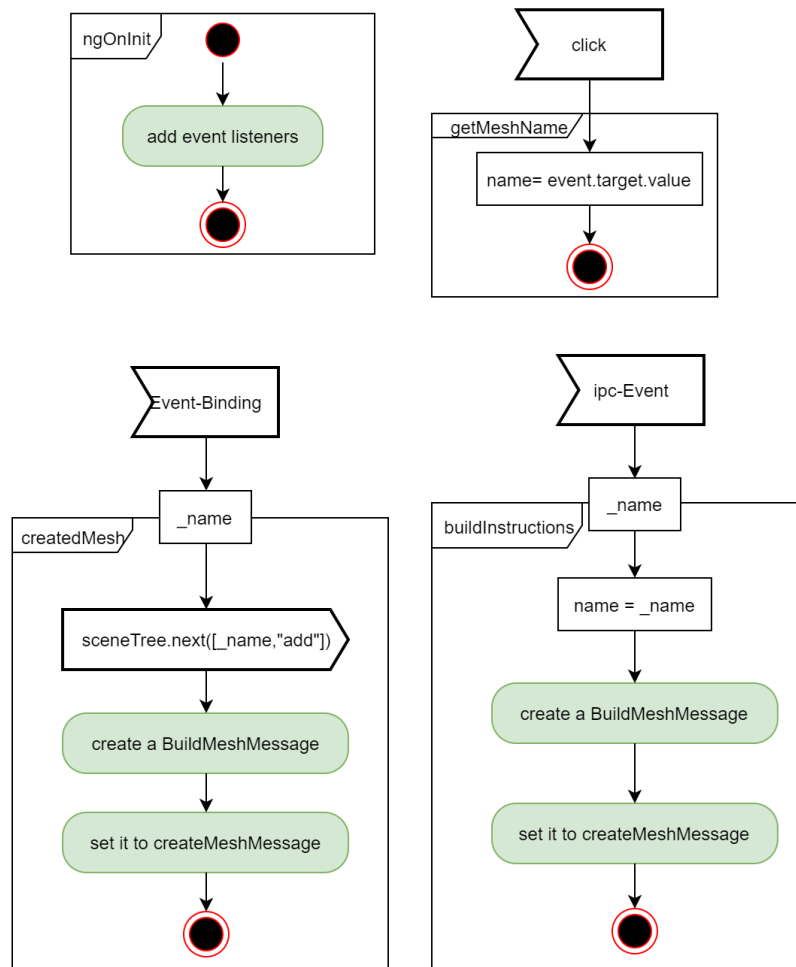 ngOnInit
add event listeners
click
getMeshName
name= event.target.value
Event-Binding
_name
createdMesh
sceneTree.next([_name,"add"])
create a BuildMeshMessage
set it to createMeshMessage
ipc-Event
_name
buildInstructions
name = _name
create a BuildMeshMessage
set it to createMeshMessage